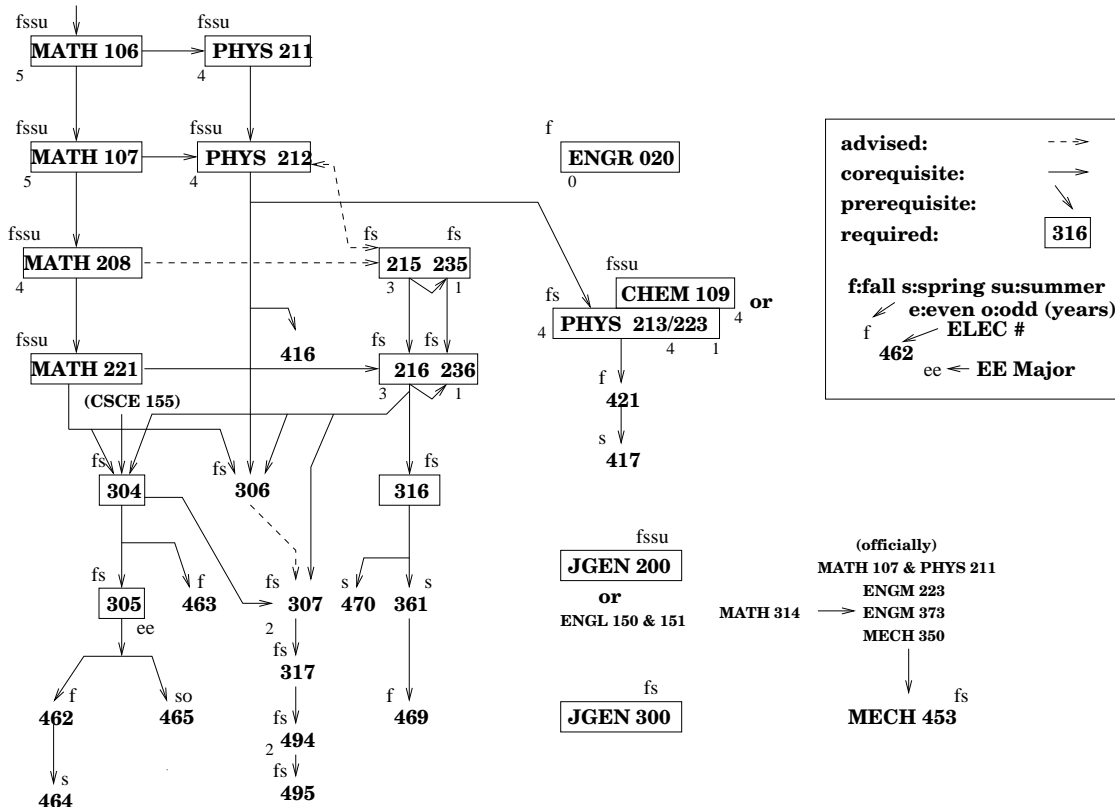 fssu
fssu
MATH 106
PHYS 211
5
4
fssu
fssu
f
MATH 107
PHYS 212
ENGR 020
5
4
0
advised:
corequisite:
prerequisite:
required:
316
f:fall s:spring su:summer
e:even o:odd (years)
f
ELEC #
462
ee
EE Major
fssu
fs
fs
MATH 208
215 235
4
3
1
fssu
CHEM 109
or
fs
4
PHYS 213/223
4
4
1
416
fssu
fs
fs
MATH 221
216 236
3
1
f
421
(CSCE 155)
s
417
fs
fs
fs
304
306
316
fssu
JGEN 200
or
ENGL 150 & 151
(officially)
MATH 107 & PHYS 211
ENGM 223
MATH 314
ENGM 373
MECH 350
fs
f
fs
s
s
305
463
307
470
361
ee
2
fs
317
f
so
f
fs
fs
462
465
469
JGEN 300
MECH 453
fs
494
2
s
fs
464
495